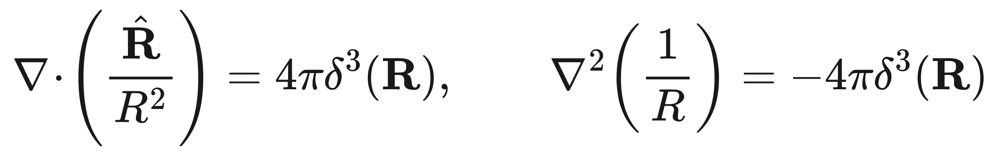 ∇ · (R̂ / R²) = 4πδ³(R), ∇² (1 / R) = −4πδ³(R)